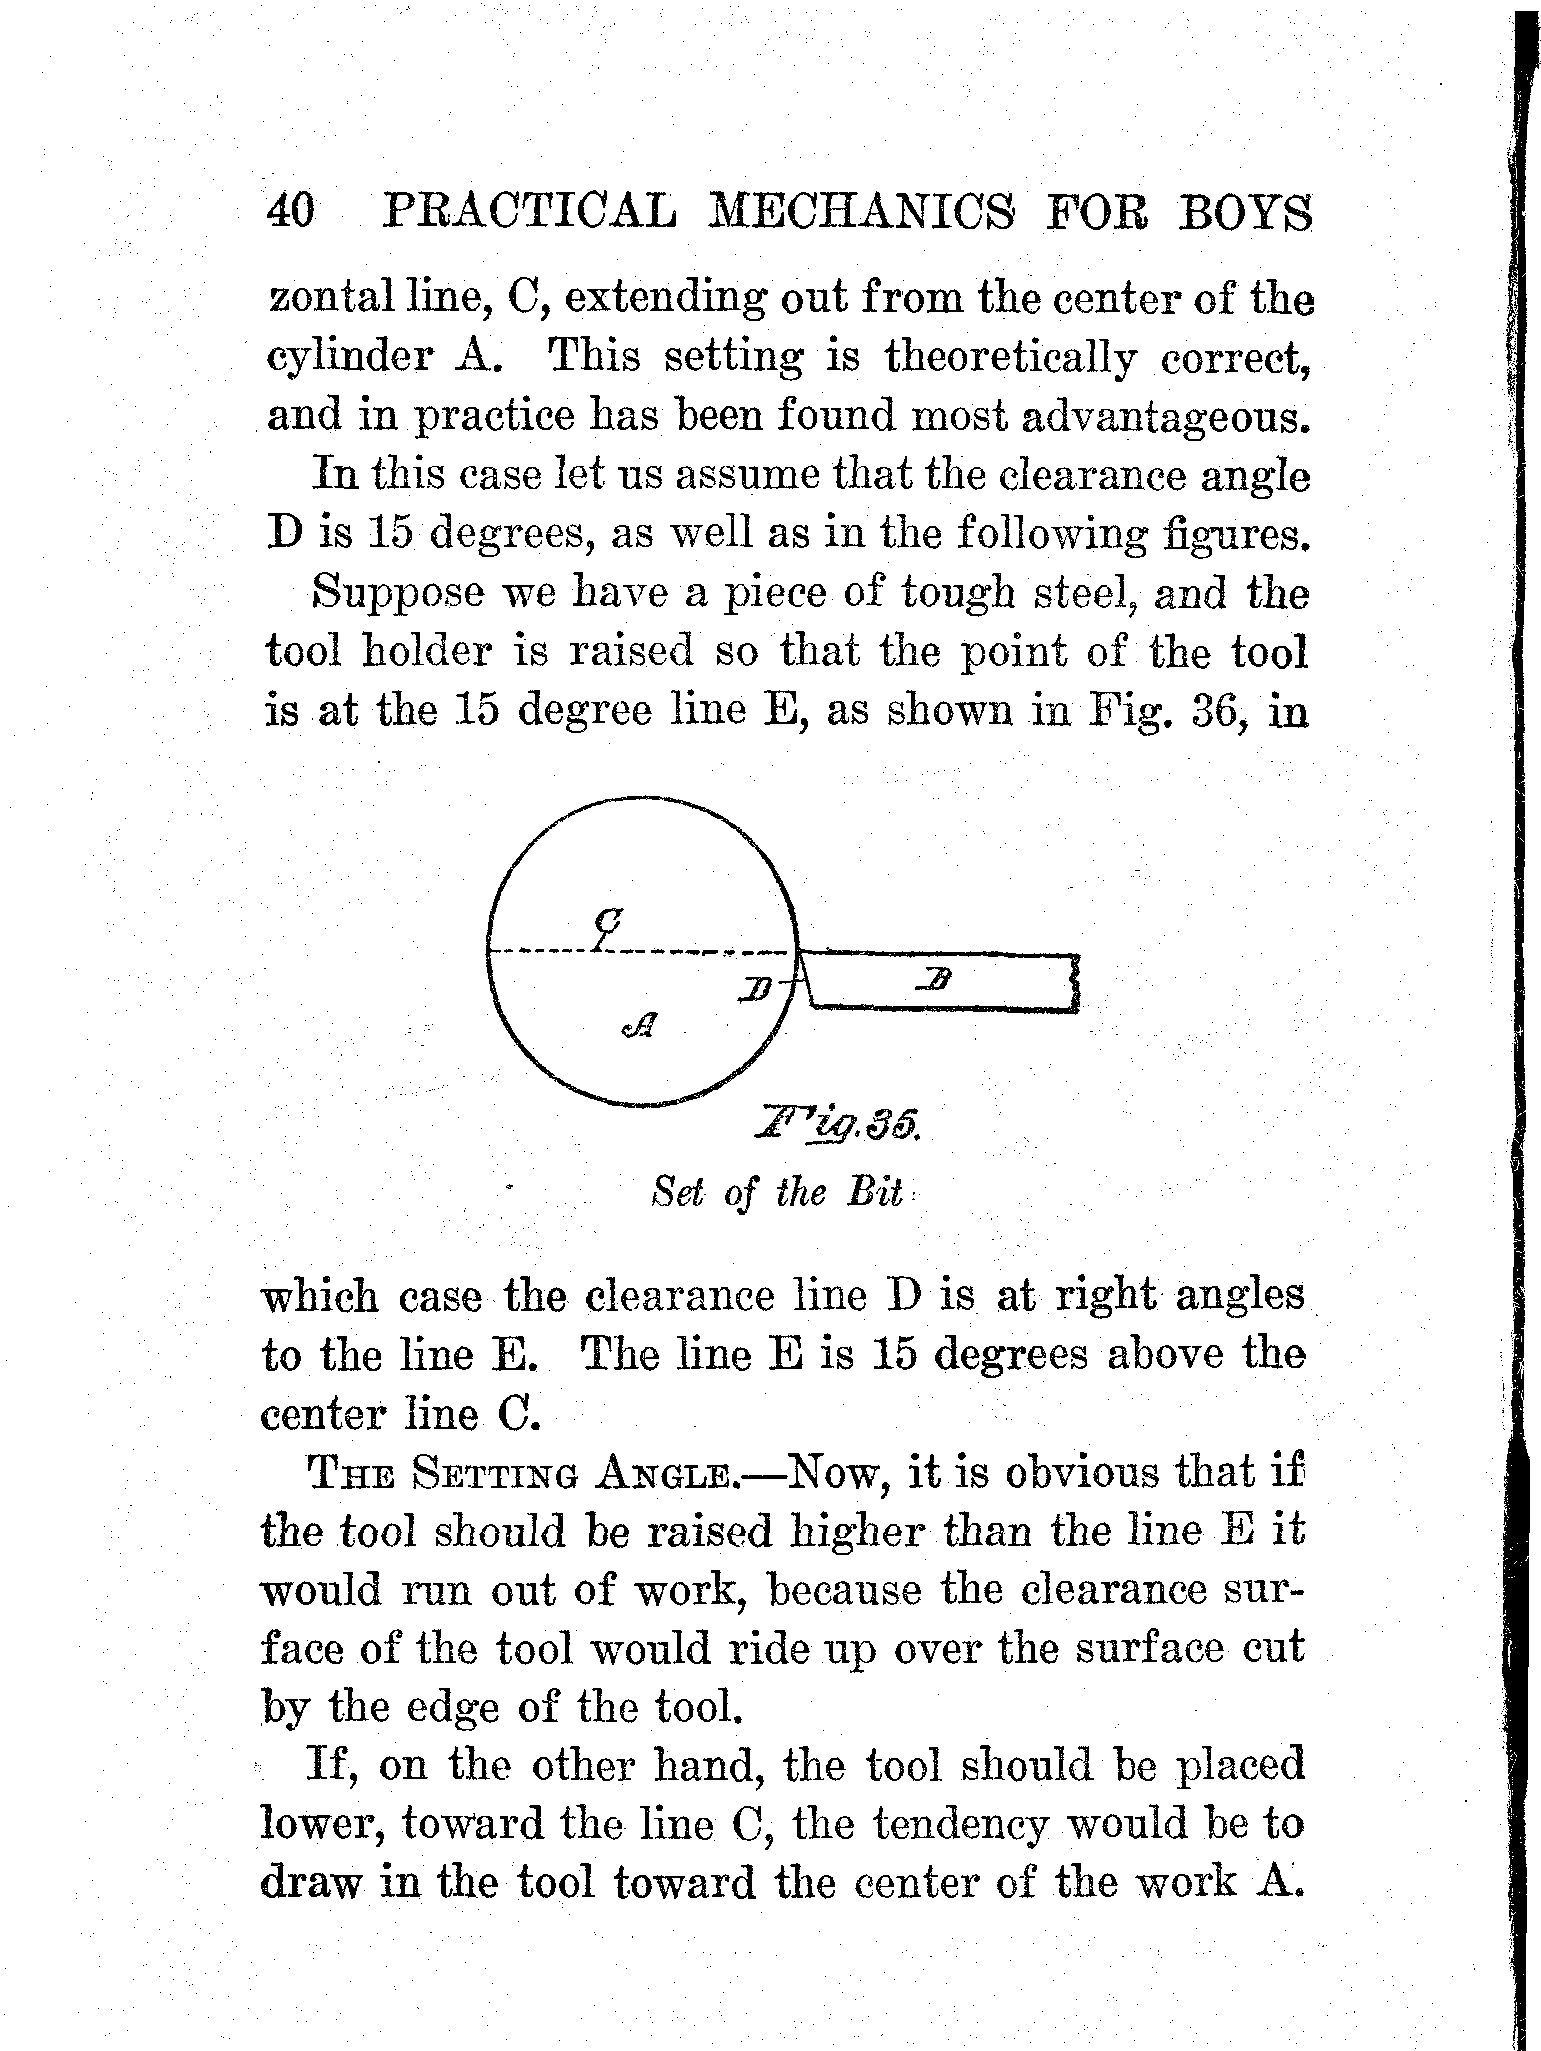 40 PRACTICAL MECHANICS FOR BOYS
zontal line, C, extending out from the center of the
cylinder A. This setting is theoretically correct,
and in practice has been found most advantageous.
In this case let us assume that the clearance angle
D is 15 degrees, as well as in the following figures.
Suppose we have a piece of tough steel, and the
tool holder is raised so that the point of the tool
is at the 15 degree line E, as shown in Fig. 36, in
C
D
B
A
Fig. 35.
Set of the Bit
which case the clearance line D is at right angles
to the line E. The line E is 15 degrees above the
center line C.
THE SETTING ANGLE.—Now, it is obvious that if
the tool should be raised higher than the line E it
would run out of work, because the clearance sur-
face of the tool would ride up over the surface cut
by the edge of the tool.
If, on the other hand, the tool should be placed
lower, toward the line C, the tendency would be to
draw in the tool toward the center of the work A.